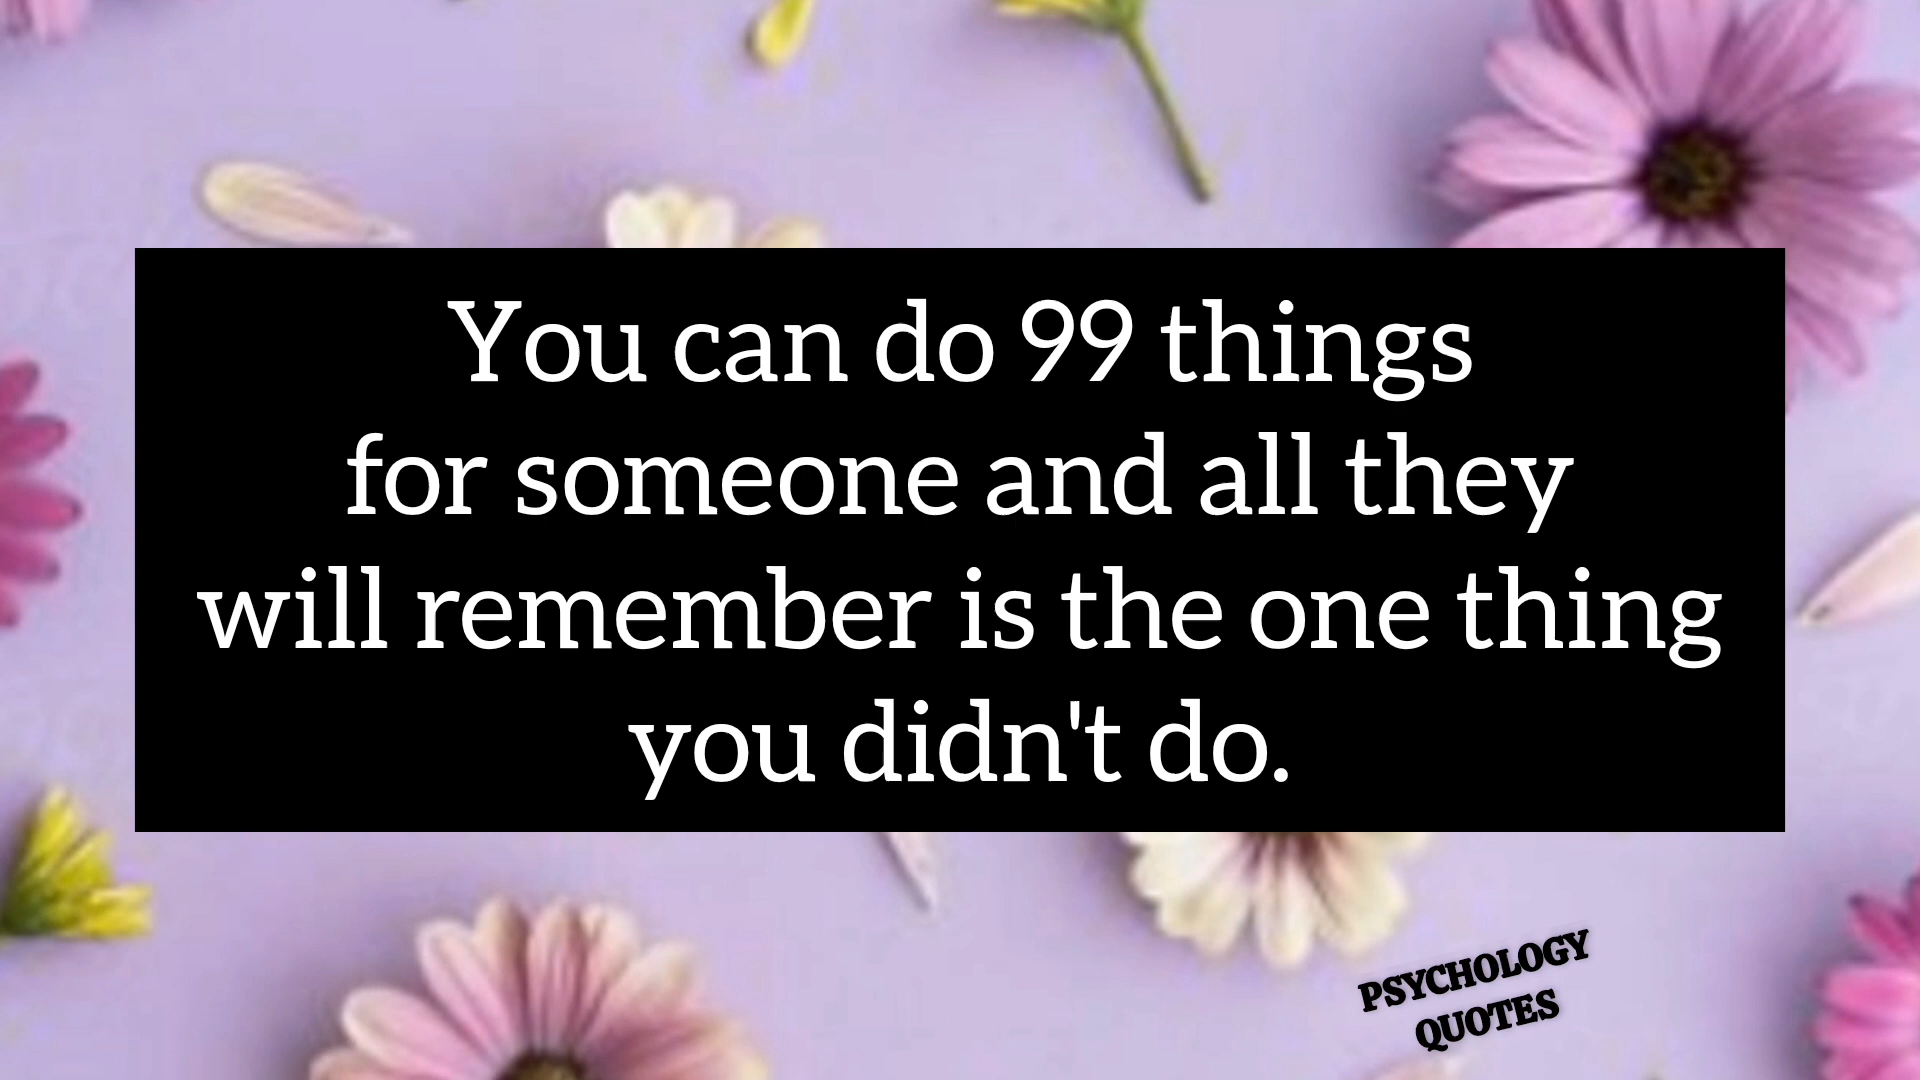 You can do 99 things
for someone and all they
will remember is the one thing
you didn't do.
PSYCHOLOGY
QUOTES